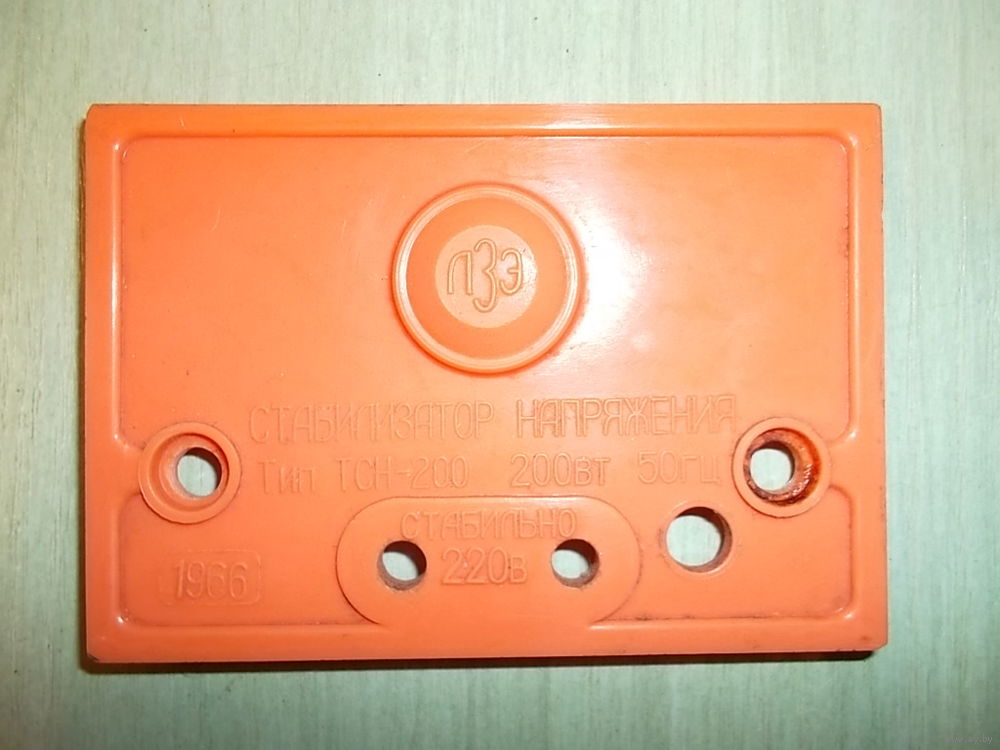 ЛЗЭ
СТАБИЛИЗАТОР НАПРЯЖЕНИЯ
Тип ТСН-200 200вт 50гц
СТАБИЛЬНО
220в
1966